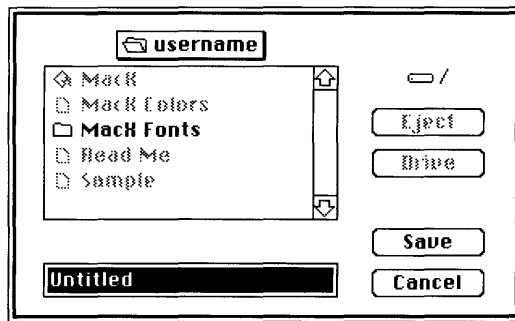 username
MacX
MacX Colors
MacX Fonts
Read Me
Sample
/
Eject
Drive
Save
Untitled
Cancel